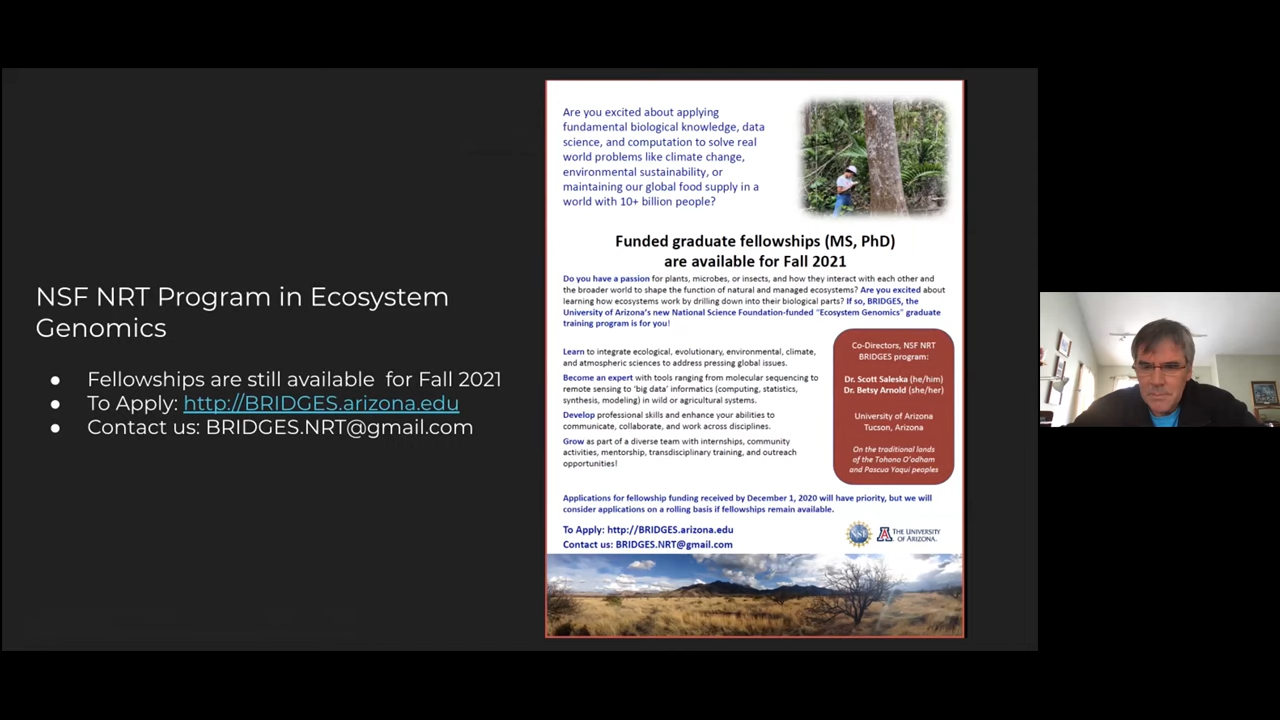 NSF NRT Program in Ecosystem
Genomics
● Fellowships are still available for Fall 2021
● To Apply: http://BRIDGES.arizona.edu
● Contact us: BRIDGES.NRT@gmail.com
Are you excited about applying
fundamental biological knowledge, data
science, and computation to solve real
world problems like climate change,
environmental sustainability, or
maintaining our global food supply in a
world with 10+ billion people?
Funded graduate fellowships (MS, PhD)
are available for Fall 2021
Do you have a passion for plants, microbes, or insects, and how they interact with each other and
the broader world to shape the function of natural and managed ecosystems? Are you excited about
learning how ecosystems work by drilling down into their biological parts? If so, BRIDGES, the
University of Arizona's new National Science Foundation-funded "Ecosystem Genomics" graduate
training program is for you!
Learn to integrate ecological, evolutionary, environmental, climate,
and atmospheric sciences to address pressing global issues.
Become an expert with tools ranging from molecular sequencing to
remote sensing to 'big data' informatics (computing, statistics,
synthesis, modeling) in wild or agricultural systems.
Develop professional skills and enhance your abilities to
communicate, collaborate, and work across disciplines.
Grow as part of a diverse team with internships, community
activities, mentorship, transdisciplinary training, and outreach
opportunities!
Co-Directors, NSF NRT
BRIDGES program:
Dr. Scott Saleska (he/him)
Dr. Betsy Arnold (she/her)
University of Arizona
Tucson, Arizona
On the traditional lands
of the Tohono O'odham
and Pascua Yaqui peoples
Applications for fellowship funding received by December 1, 2020 will have priority, but we will
consider applications on a rolling basis if fellowships remain available.
To Apply: http://BRIDGES.arizona.edu
Contact us: BRIDGES.NRT@gmail.com
NSF
A THE UNIVERSITY
OF ARIZONA.